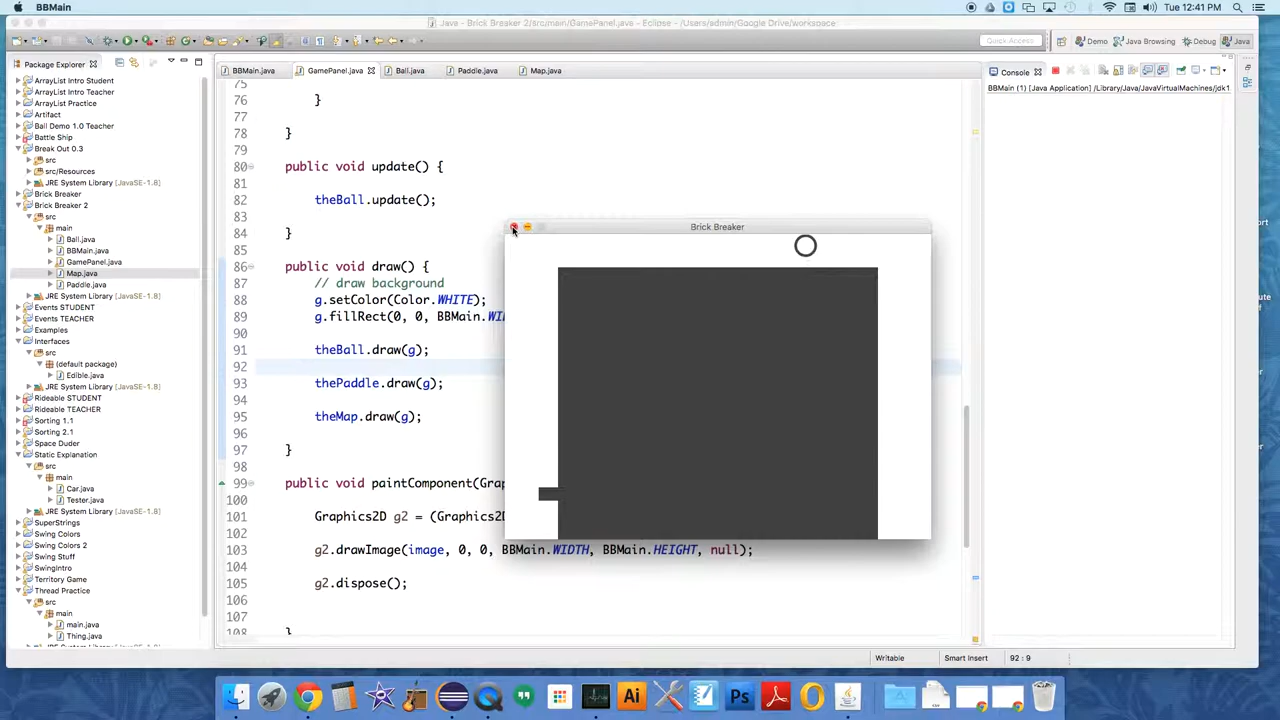 BBMain
Tue 12:41 PM
Java - Brick Breaker 2/src/main/GamePanel.java - Eclipse - /Users/admin/Google Drive/workspace
Quick Access
Demo
Java Browsing
Debug
Java
Package Explorer
ArrayList Intro Student
ArrayList Intro Teacher
ArrayList Practice
Artifact
Ball Demo 1.0 Teacher
Battle Ship
Break Out 0.3
src
src/Resources
JRE System Library [JavaSE-1.8]
Brick Breaker
Brick Breaker 2
src
main
Ball.java
BBMain.java
GamePanel.java
Map.java
Paddle.java
JRE System Library [JavaSE-1.8]
Events STUDENT
Events TEACHER
Examples
Interfaces
src
(default package)
Edible.java
JRE System Library [JavaSE-1.8]
Rideable STUDENT
Rideable TEACHER
Sorting 1.1
Sorting 2.1
Space Duder
Static Explanation
src
main
Car.java
Tester.java
JRE System Library [JavaSE-1.8]
SuperStrings
Swing Colors
Swing Colors 2
Swing Stuff
SwingIntro
Territory Game
Thread Practice
src
main
main.java
Thing.java
BBMain.java
GamePanel.java
Ball.java
Paddle.java
Map.java
75
76 }
77
78 }
79
80 public void update() {
81
82 theBall.update();
83
84 }
85
86 public void draw() {
87 // draw background
88 g.setColor(Color.WHITE);
89 g.fillRect(0, 0, BBMain.WI
90
91 theBall.draw(g);
92
93 thePaddle.draw(g);
94
95 theMap.draw(g);
96
97 }
98
99 public void paintComponent(Grap
100
101 Graphics2D g2 = (Graphics2D
102
103 g2.drawImage(image, 0, 0, BBMain.WIDTH, BBMain.HEIGHT, null);
104
105 g2.dispose();
106
107
108 }
Brick Breaker
Console
BBMain (1) [Java Application] /Library/Java/JavaVirtualMachines/jdk1
Writable
Smart Insert
92 : 9
Ai
Ps